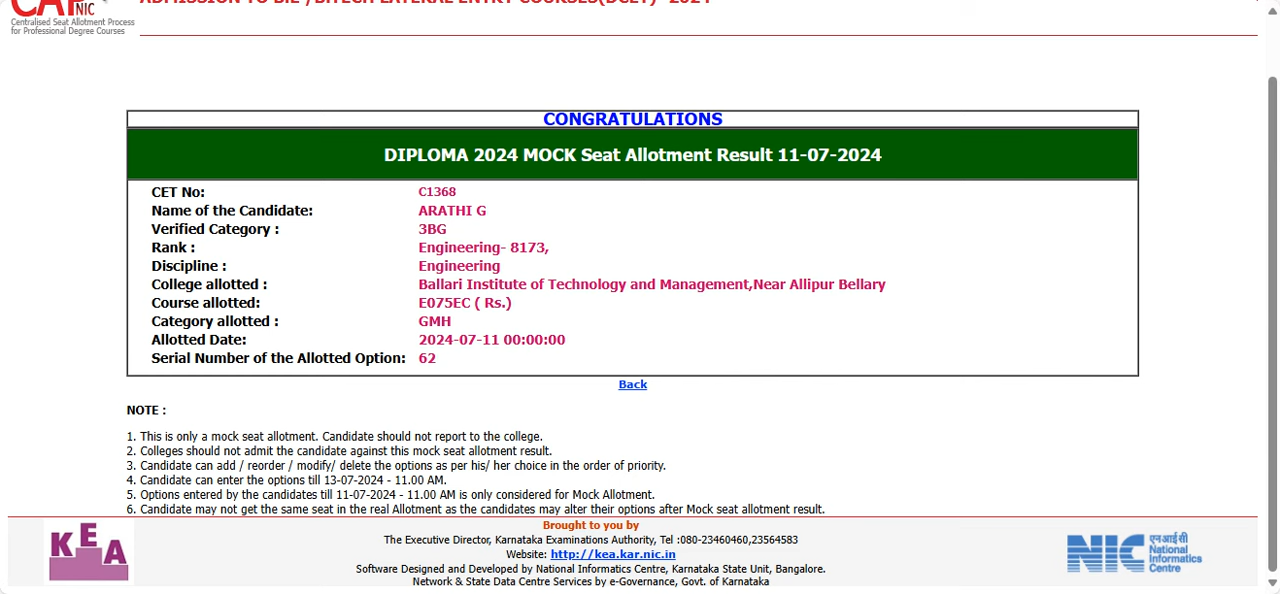 CAP
NIC
Centralised Seat Allotment Process
for Professional Degree Courses
ADMISSION TO B.E /B.TECH LATERAL ENTRY COURSES(DCET)- 2024
CONGRATULATIONS
DIPLOMA 2024 MOCK Seat Allotment Result 11-07-2024
CET No: C1368
Name of the Candidate: ARATHI G
Verified Category : 3BG
Rank : Engineering- 8173,
Discipline : Engineering
College allotted : Ballari Institute of Technology and Management,Near Allipur Bellary
Course allotted: E075EC ( Rs.)
Category allotted : GMH
Allotted Date: 2024-07-11 00:00:00
Serial Number of the Allotted Option: 62
Back
NOTE :
1. This is only a mock seat allotment. Candidate should not report to the college.
2. Colleges should not admit the candidate against this mock seat allotment result.
3. Candidate can add / reorder / modify/ delete the options as per his/ her choice in the order of priority.
4. Candidate can enter the options till 13-07-2024 - 11.00 AM.
5. Options entered by the candidates till 11-07-2024 - 11.00 AM is only considered for Mock Allotment.
6. Candidate may not get the same seat in the real Allotment as the candidates may alter their options after Mock seat allotment result.
KEA
Brought to you by
The Executive Director, Karnataka Examinations Authority, Tel :080-23460460,23564583
Website: http://kea.kar.nic.in
Software Designed and Developed by National Informatics Centre, Karnataka State Unit, Bangalore.
Network & State Data Centre Services by e-Governance, Govt. of Karnataka
NIC
एनआईसी
National
Informatics
Centre